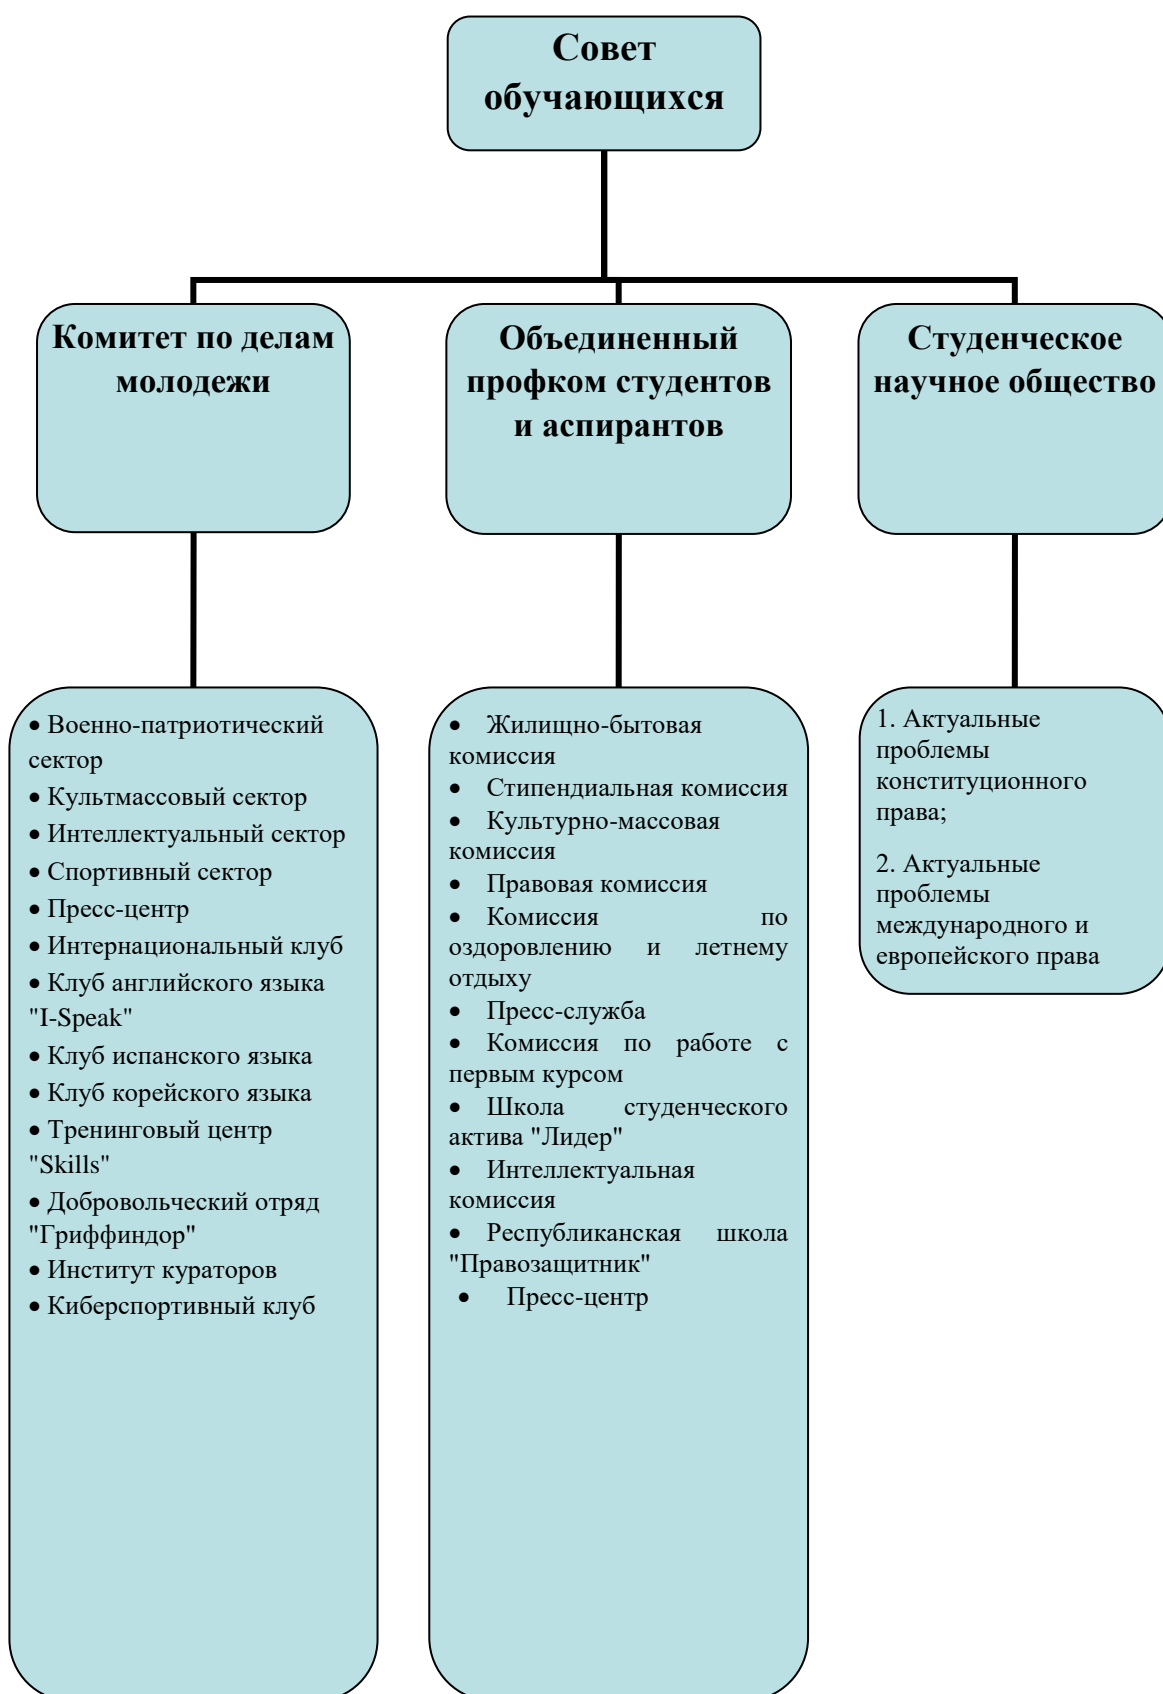 Совет
обучающихся
Комитет по делам
молодежи
Объединенный
профком студентов
и аспирантов
Студенческое
научное общество
• Военно-патриотический
сектор
• Культмассовый сектор
• Интеллектуальный сектор
• Спортивный сектор
• Пресс-центр
• Интернациональный клуб
• Клуб английского языка
"I-Speak"
• Клуб испанского языка
• Клуб корейского языка
• Тренинговый центр
"Skills"
• Добровольческий отряд
"Гриффиндор"
• Институт кураторов
• Киберспортивный клуб
• Жилищно-бытовая
комиссия
• Стипендиальная комиссия
• Культурно-массовая
комиссия
• Правовая комиссия
• Комиссия по
оздоровлению и летнему
отдыху
• Пресс-служба
• Комиссия по работе с
первым курсом
• Школа студенческого
актива "Лидер"
• Интеллектуальная
комиссия
• Республиканская школа
"Правозащитник"
• Пресс-центр
1. Актуальные
проблемы
конституционного
права;
2. Актуальные
проблемы
международного и
европейского права